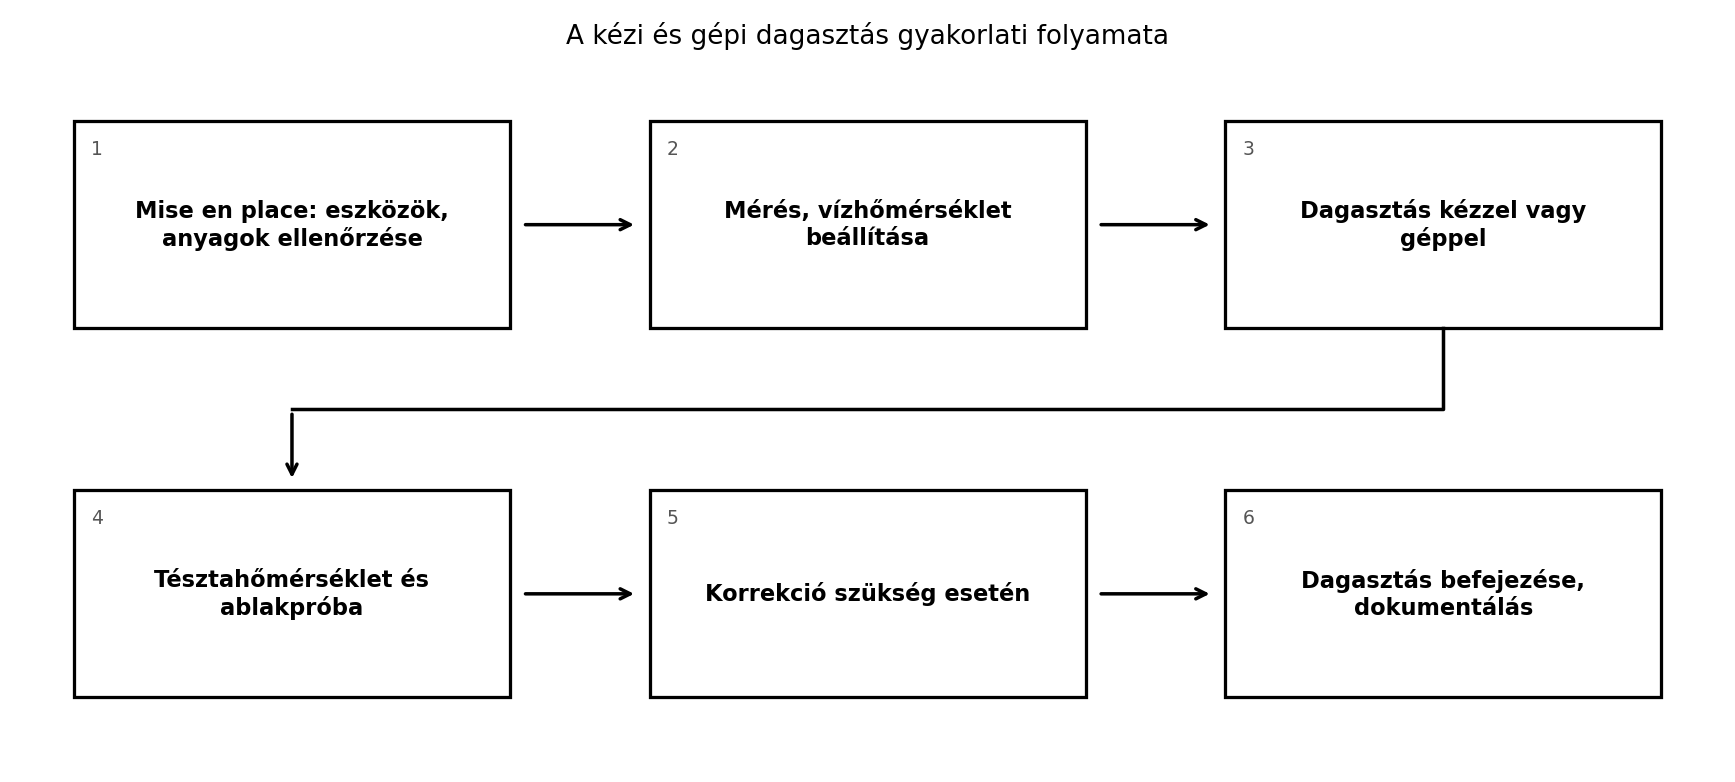 A kézi és gépi dagasztás gyakorlati folyamata
1
Mise en place: eszközök,
anyagok ellenőrzése
2
Mérés, vízhőmérséklet
beállítása
3
Dagasztás kézzel vagy
géppel
4
Tésztahőmérséklet és
ablakpróba
5
Korrekció szükség esetén
6
Dagasztás befejezése,
dokumentálás